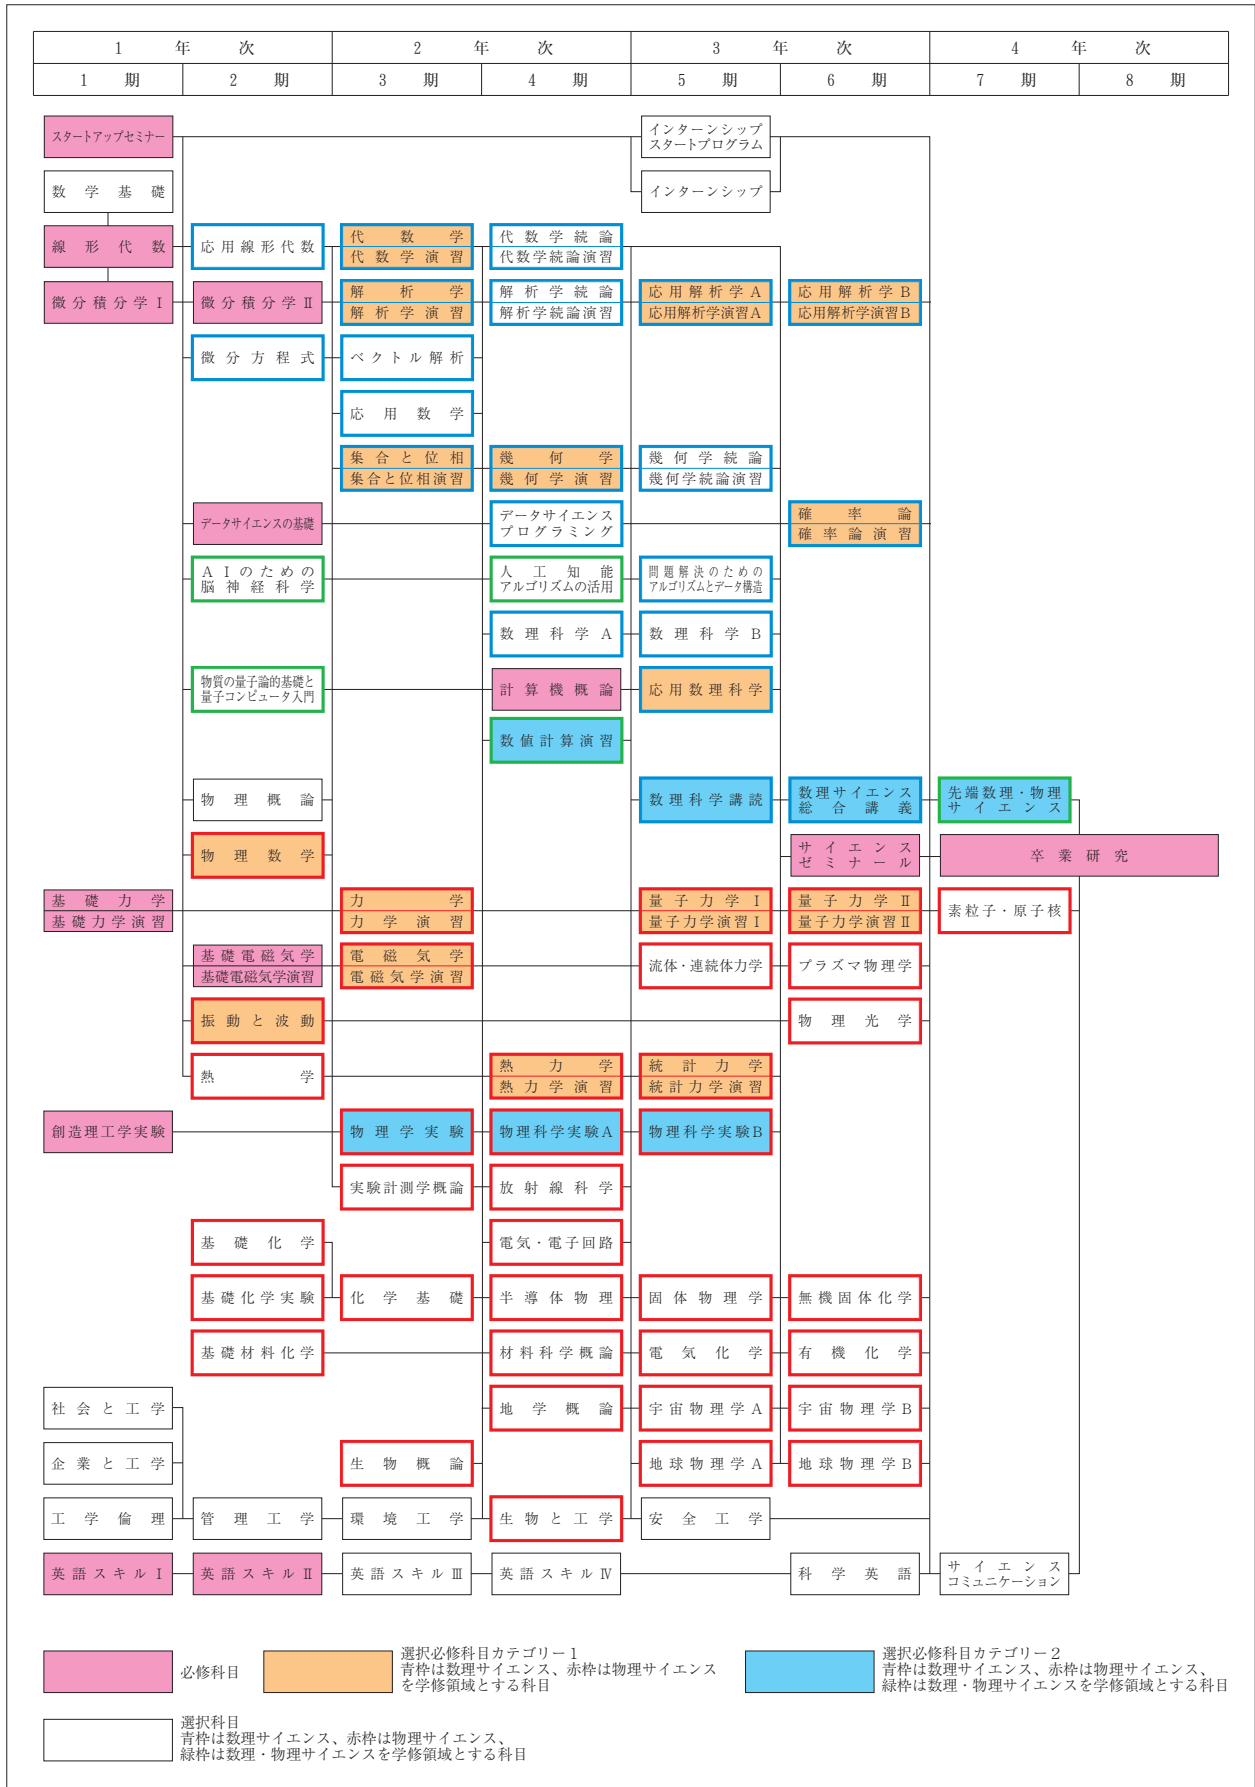 1 年 次 2 年 次 3 年 次 4 年 次
1 期 2 期 3 期 4 期 5 期 6 期 7 期 8 期
スタートアップセミナー インターンシップ
スタートプログラム
数学基礎 インターンシップ
線形代数 応用線形代数 代数学 代数学続論
代数学演習 代数学続論演習
微分積分学Ⅰ 微分積分学Ⅱ 解析学 解析学続論 応用解析学A 応用解析学B
解析学演習 解析学続論演習 応用解析学演習A 応用解析学演習B
微分方程式 ベクトル解析
応用数学
集合と位相 幾何学 幾何学続論
集合と位相演習 幾何学演習 幾何学続論演習
データサイエンスの基礎 データサイエンス 確率論
プログラミング 確率論演習
AIのための 人工知能 問題解決のための
脳神経科学 アルゴリズムの活用 アルゴリズムとデータ構造
数理科学A 数理科学B
物質の量子論的基礎と 計算機概論 応用数理科学
量子コンピュータ入門
数値計算演習
物理概論 数理科学講読 数理サイエンス 先端数理・物理
総合講義 サイエンス
物理数学 サイエンス 卒業研究
ゼミナール
基礎力学 力学 量子力学Ⅰ 量子力学Ⅱ 素粒子・原子核
基礎力学演習 力学演習 量子力学演習Ⅰ 量子力学演習Ⅱ
基礎電磁気学 電磁気学 流体・連続体力学 プラズマ物理学
基礎電磁気学演習 電磁気学演習
振動と波動 物理光学
熱学 熱力学 統計力学
熱力学演習 統計力学演習
創造理工学実験 物理学実験 物理科学実験A 物理科学実験B
実験計測学概論 放射線科学
基礎化学 電気・電子回路
基礎化学実験 化学基礎 半導体物理 固体物理学 無機固体化学
基礎材料化学 材料科学概論 電気化学 有機化学
社会と工学 地学概論 宇宙物理学A 宇宙物理学B
企業と工学 生物概論 地球物理学A 地球物理学B
工学倫理 管理工学 環境工学 生物と工学 安全工学
英語スキルⅠ 英語スキルⅡ 英語スキルⅢ 英語スキルⅣ 科学英語 サイエンス
コミュニケーション
必修科目
選択必修科目カテゴリー1
青枠は数理サイエンス、赤枠は物理サイエンス
を学修領域とする科目
選択必修科目カテゴリー2
青枠は数理サイエンス、赤枠は物理サイエンス、
緑枠は数理・物理サイエンスを学修領域とする科目
選択科目
青枠は数理サイエンス、赤枠は物理サイエンス、
緑枠は数理・物理サイエンスを学修領域とする科目